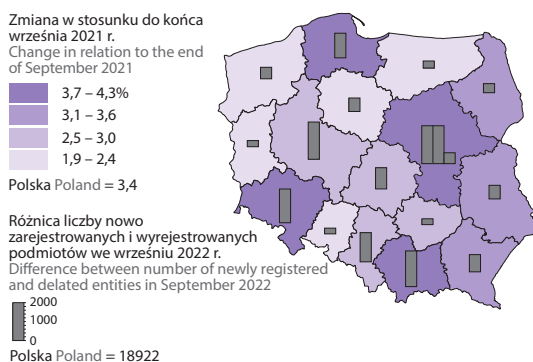 Zmiana w stosunku do końca
września 2021 r.
Change in relation to the end
of September 2021
3,7 – 4,3%
3,1 – 3,6
2,5 – 3,0
1,9 – 2,4
Polska Poland = 3,4
Różnica liczby nowo
zarejestrowanych i wyrejestrowanych
podmiotów we wrześniu 2022 r.
Difference between number of newly registered
and delated entities in September 2022
2000
1000
0
Polska Poland = 18922